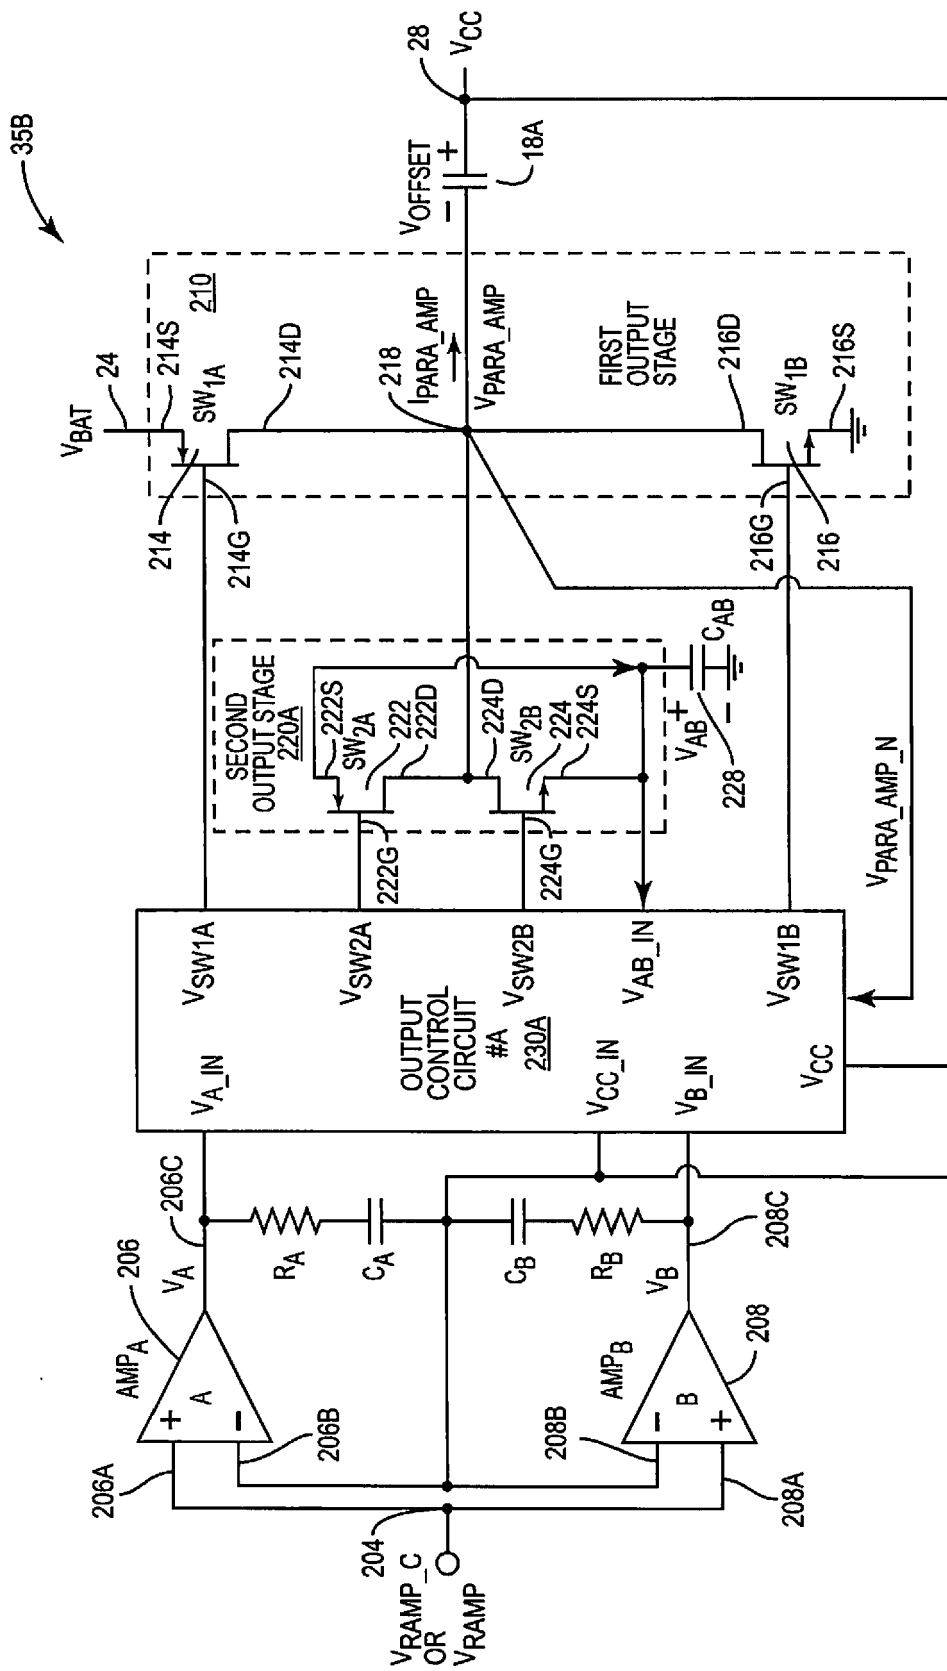 35B
VBAT
24
214S
SW1A
214
214G
214D
210
218
IPARA_AMP
VPARA_AMP
VOFFSET
−
+
18A
28
VCC
FIRST
OUTPUT
STAGE
216D
SW1B
216S
216G
216
SECOND
OUTPUT STAGE
220A
222S
SW2A
222
222D
222G
224D
SW2B
224
224S
224G
VAB
+
−
CAB
228
VPARA_AMP_N
VSW1A
VSW2A
VSW2B
VAB_IN
VSW1B
OUTPUT
CONTROL
CIRCUIT
#A
230A
VA_IN
VCC_IN
VB_IN
VCC
206C
VA
RA
CA
CB
RB
VB
208C
206
AMPA
A
+
−
206A
206B
208B
AMPB
B
−
+
208
208A
204
VRAMP_C
OR
VRAMP